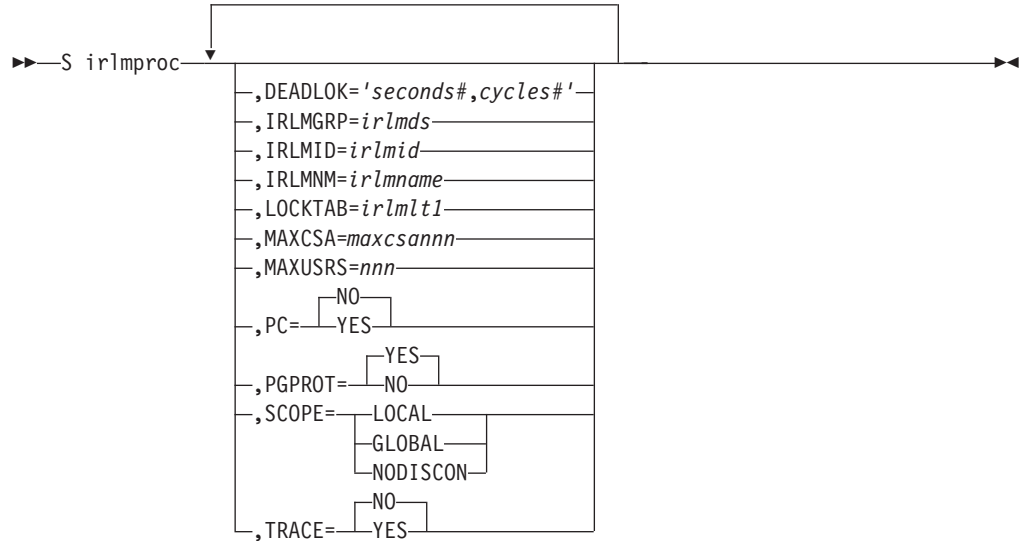 S irlmproc
,DEADLOK='seconds#,cycles#'
,IRLMGRP=irlmds
,IRLMID=irlmid
,IRLMNM=irlmname
,LOCKTAB=irlmlt1
,MAXCSA=maxcsannn
,MAXUSRS=nnn
NO
,PC= YES
YES
,PGPROT= NO
,SCOPE= LOCAL
GLOBAL
NODISCON
NO
,TRACE= YES